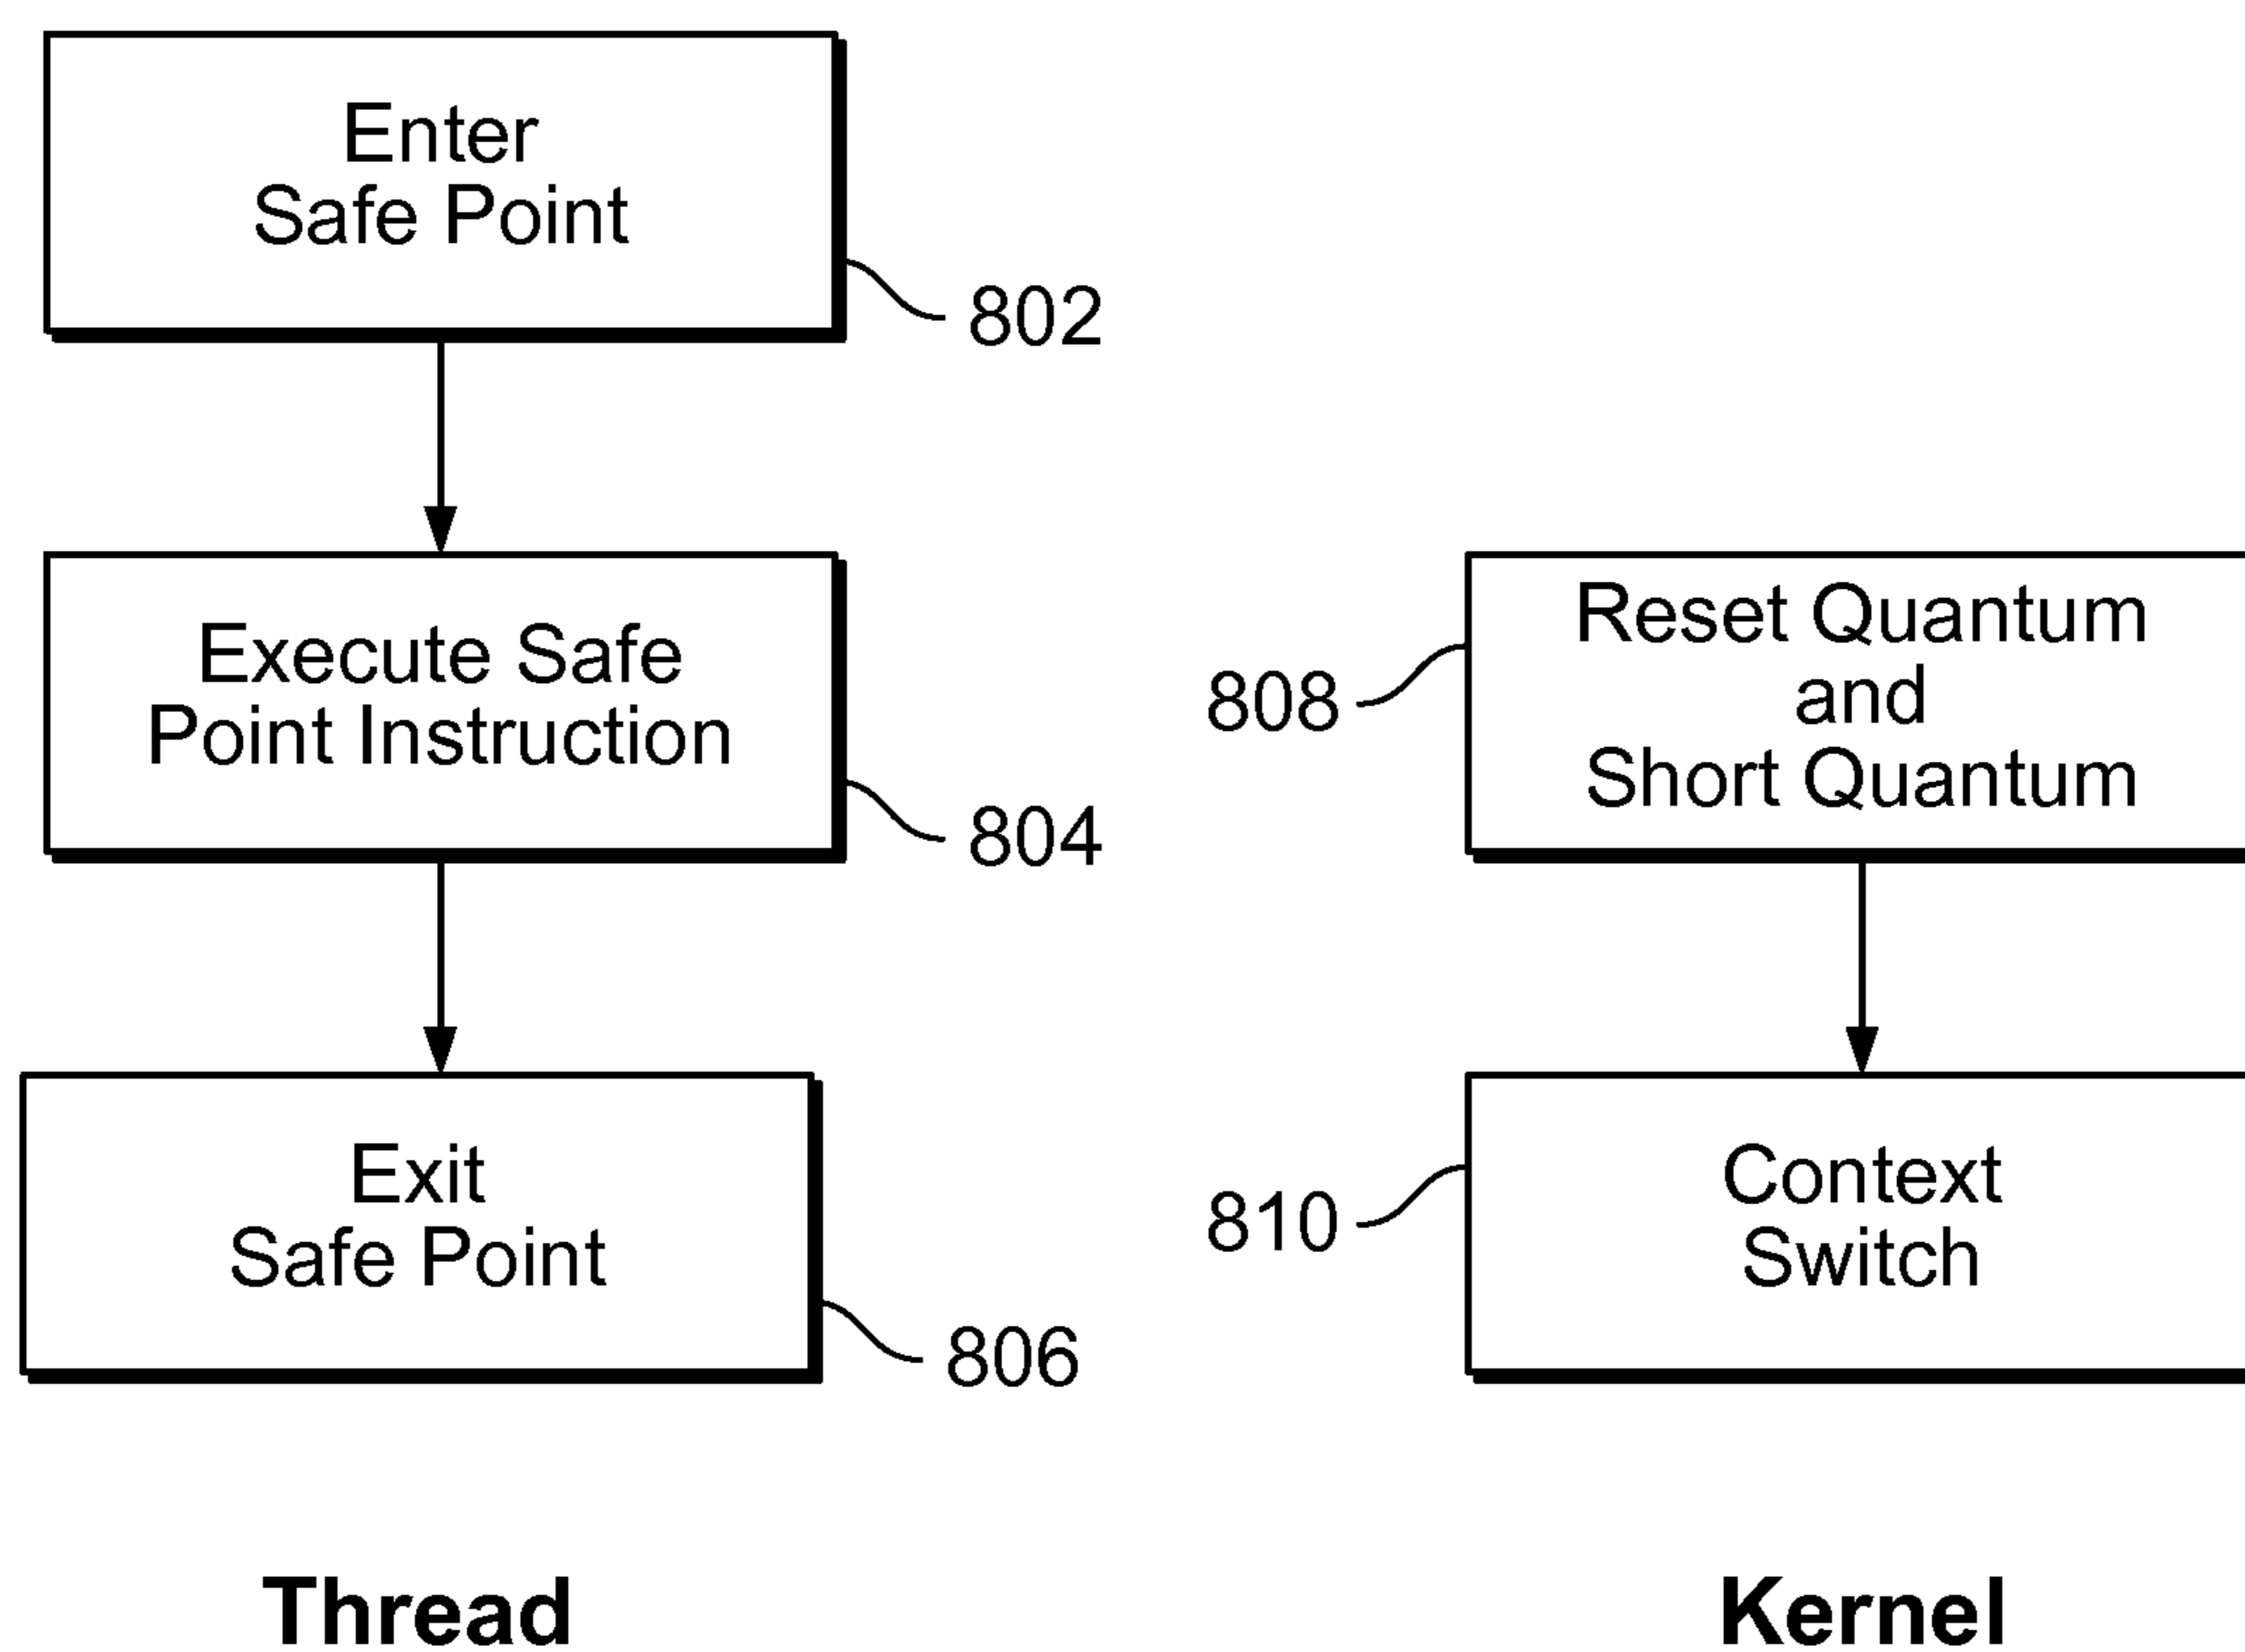 Enter
Safe Point
802
Execute Safe
Point Instruction
804
Exit
Safe Point
806
Thread
Reset Quantum
and
Short Quantum
808
Context
Switch
810
Kernel